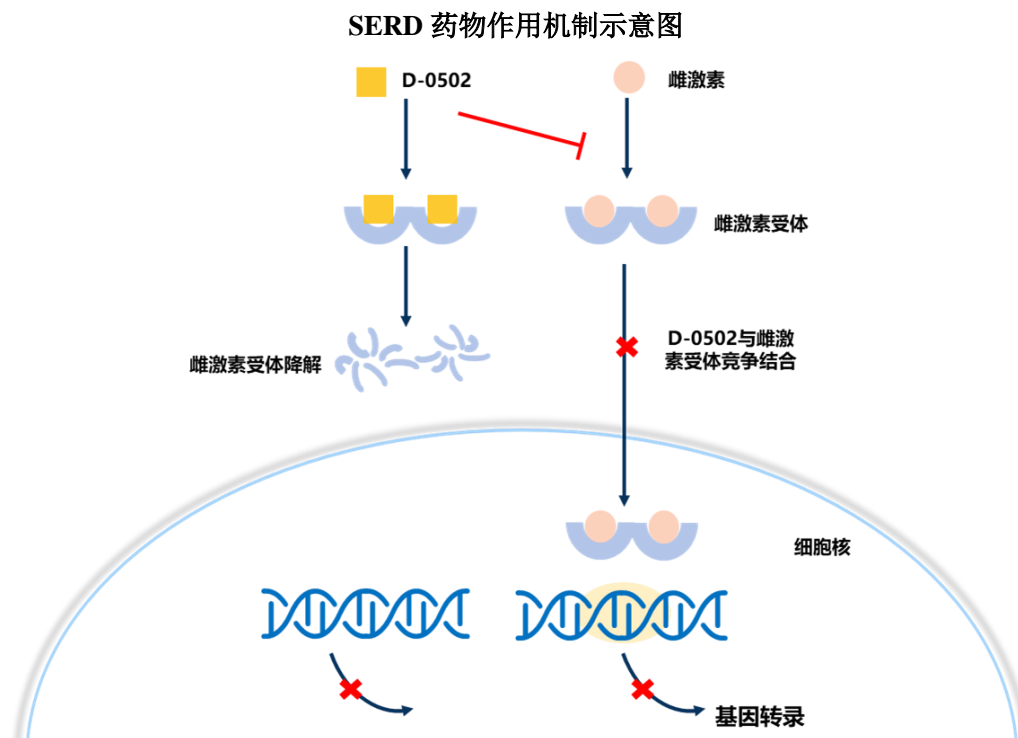 SERD 药物作用机制示意图
D-0502
雌激素
雌激素受体
D-0502与雌激
素受体竞争结合
雌激素受体降解
细胞核
基因转录